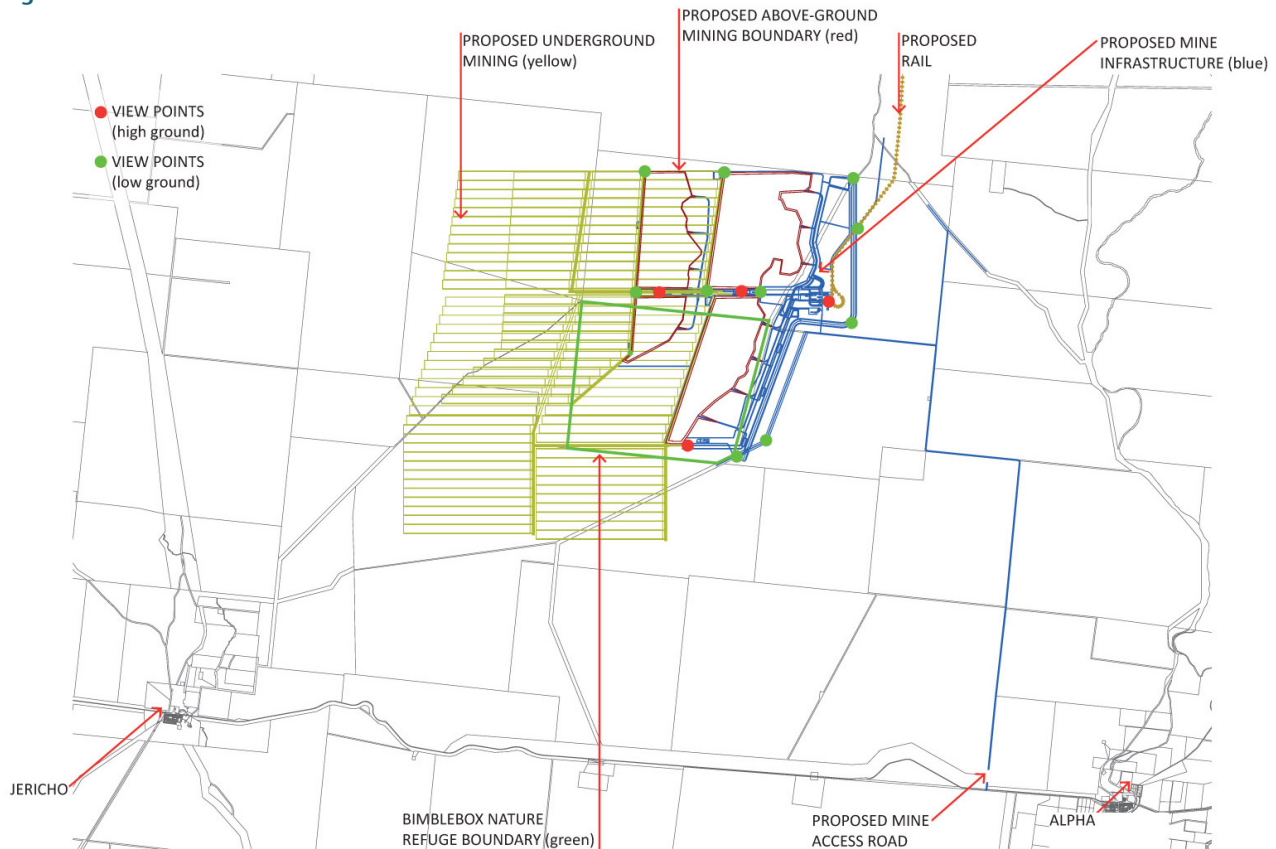 PROPOSED UNDERGROUND
MINING (yellow)
PROPOSED ABOVE-GROUND
MINING BOUNDARY (red)
PROPOSED
RAIL
PROPOSED MINE
INFRASTRUCTURE (blue)
VIEW POINTS
(high ground)
VIEW POINTS
(low ground)
JERICHO
BIMBLEBOX NATURE
REFUGE BOUNDARY (green)
PROPOSED MINE
ACCESS ROAD
ALPHA